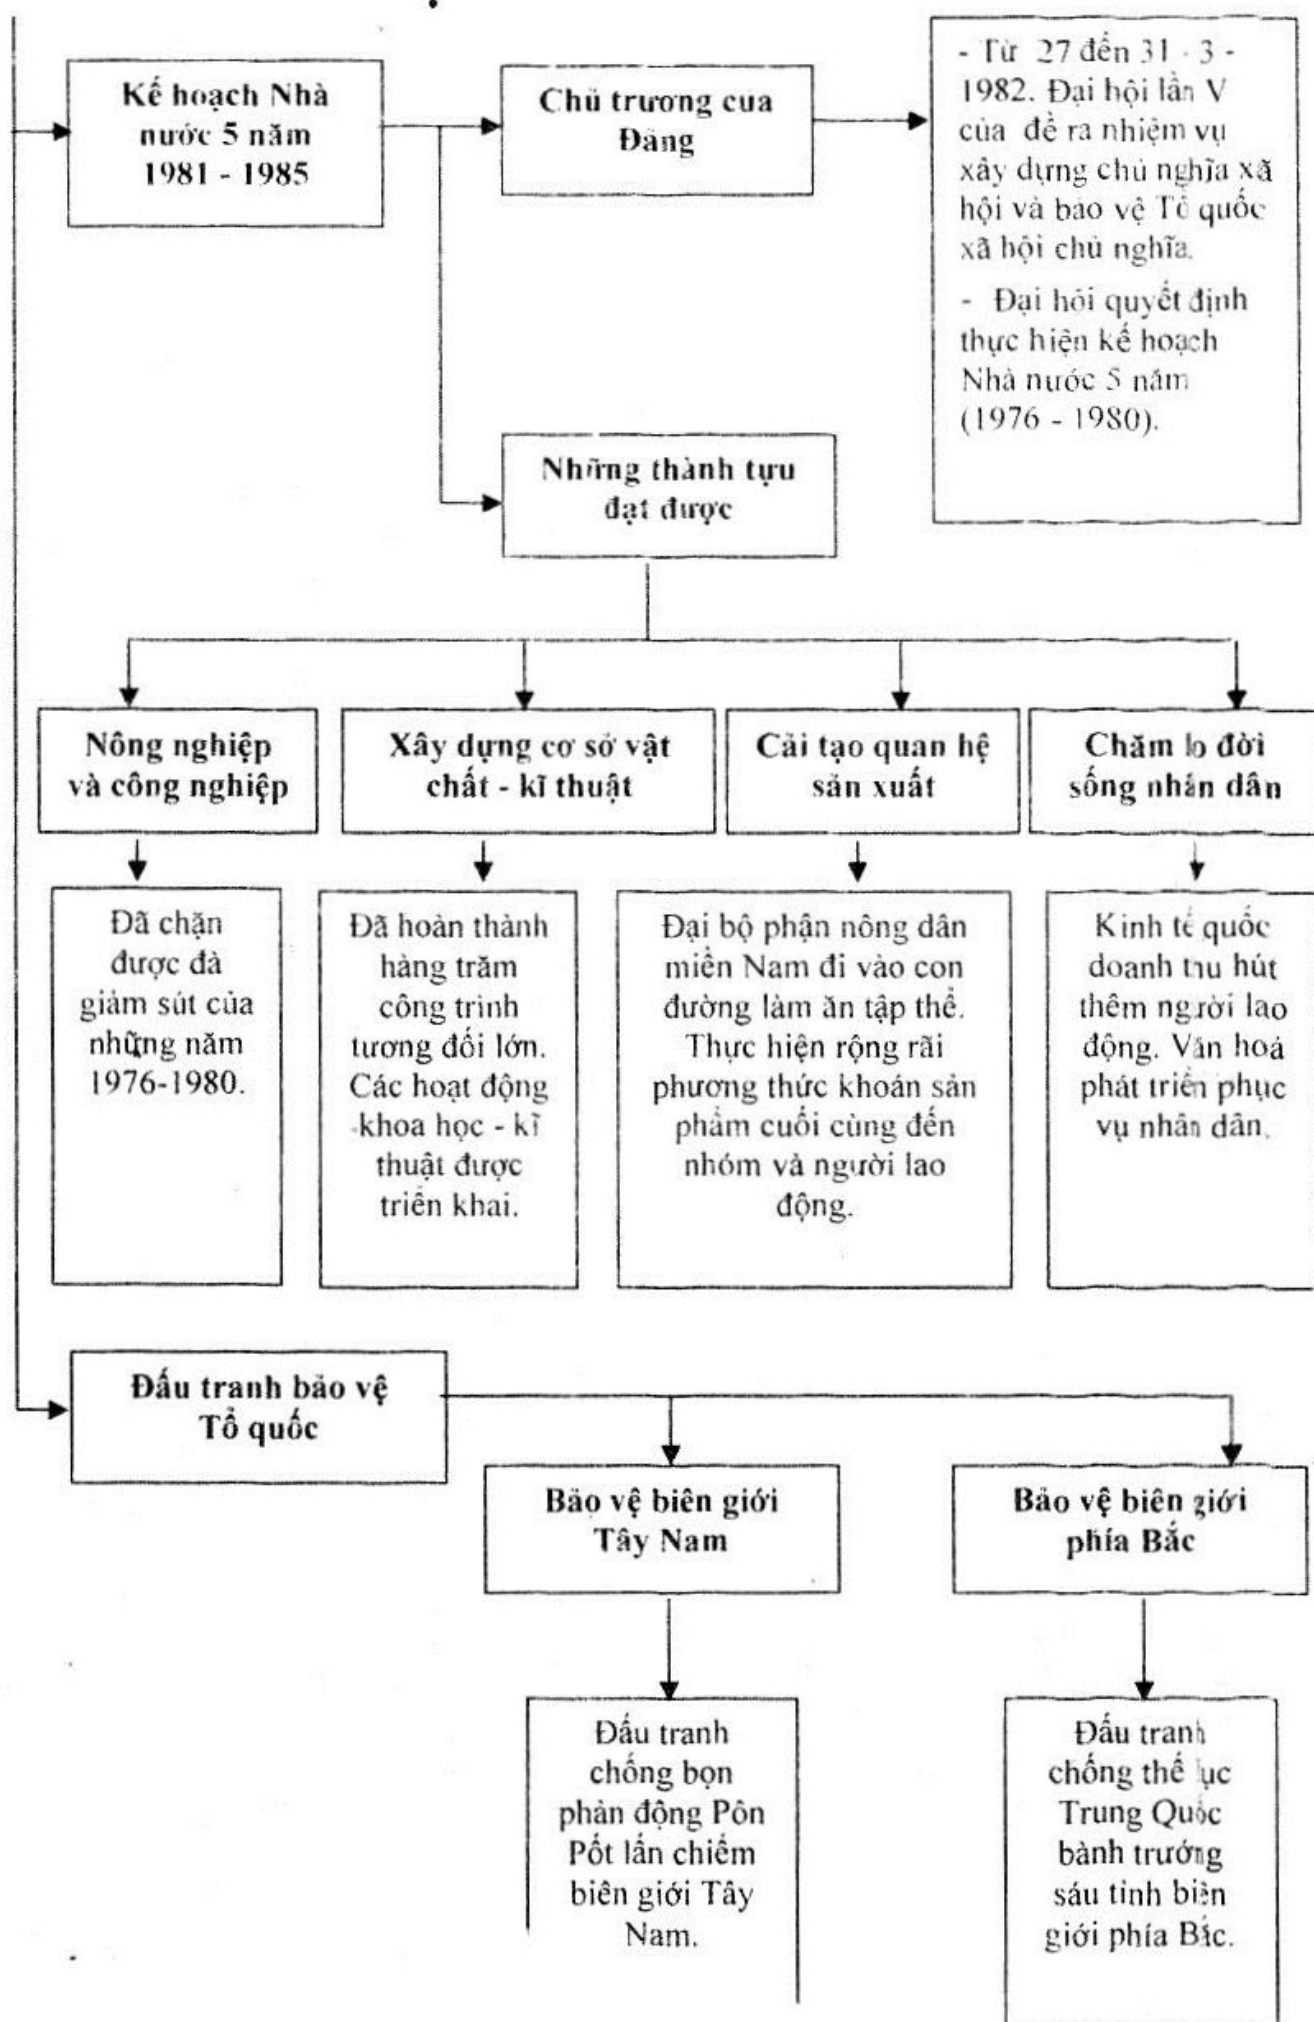 Kế hoạch Nhà
nước 5 năm
1981 - 1985
Chủ trương cua
Đảng
- Từ 27 đến 31 - 3 -
1982. Đại hội lần V
của đề ra nhiệm vụ
xây dựng chủ nghĩa xã
hội và bảo vệ Tổ quốc
xã hội chủ nghĩa.
- Đại hôi quyết định
thực hiện kế hoạch
Nhà nước 5 năm
(1976 - 1980).
Những thành tựu
đạt được
Nông nghiệp
và công nghiệp
Xây dựng cơ sở vật
chất - kĩ thuật
Cải tạo quan hệ
sản xuất
Chăm lo đời
sống nhân dân
Đã chặn
được đà
giảm sút của
những năm
1976-1980.
Đã hoàn thành
hàng trăm
công trình
tương đối lớn.
Các hoạt động
khoa học - kĩ
thuật được
triển khai.
Đại bộ phận nông dân
miền Nam đi vào con
đường làm ăn tập thể.
Thực hiện rộng rãi
phương thức khoán sản
phẩm cuối cùng đến
nhóm và người lao
động.
Kinh tế quốc
doanh thu hút
thêm người lao
động. Văn hoá
phát triển phục
vụ nhân dân.
Đấu tranh bảo vệ
Tổ quốc
Bảo vệ biên giới
Tây Nam
Bảo vệ biên giới
phía Bắc
Đấu tranh
chống bọn
phản động Pôn
Pốt lấn chiếm
biên giới Tây
Nam.
Đấu tranh
chống thế lực
Trung Quốc
bành trướng
sáu tỉnh biên
giới phía Bắc.